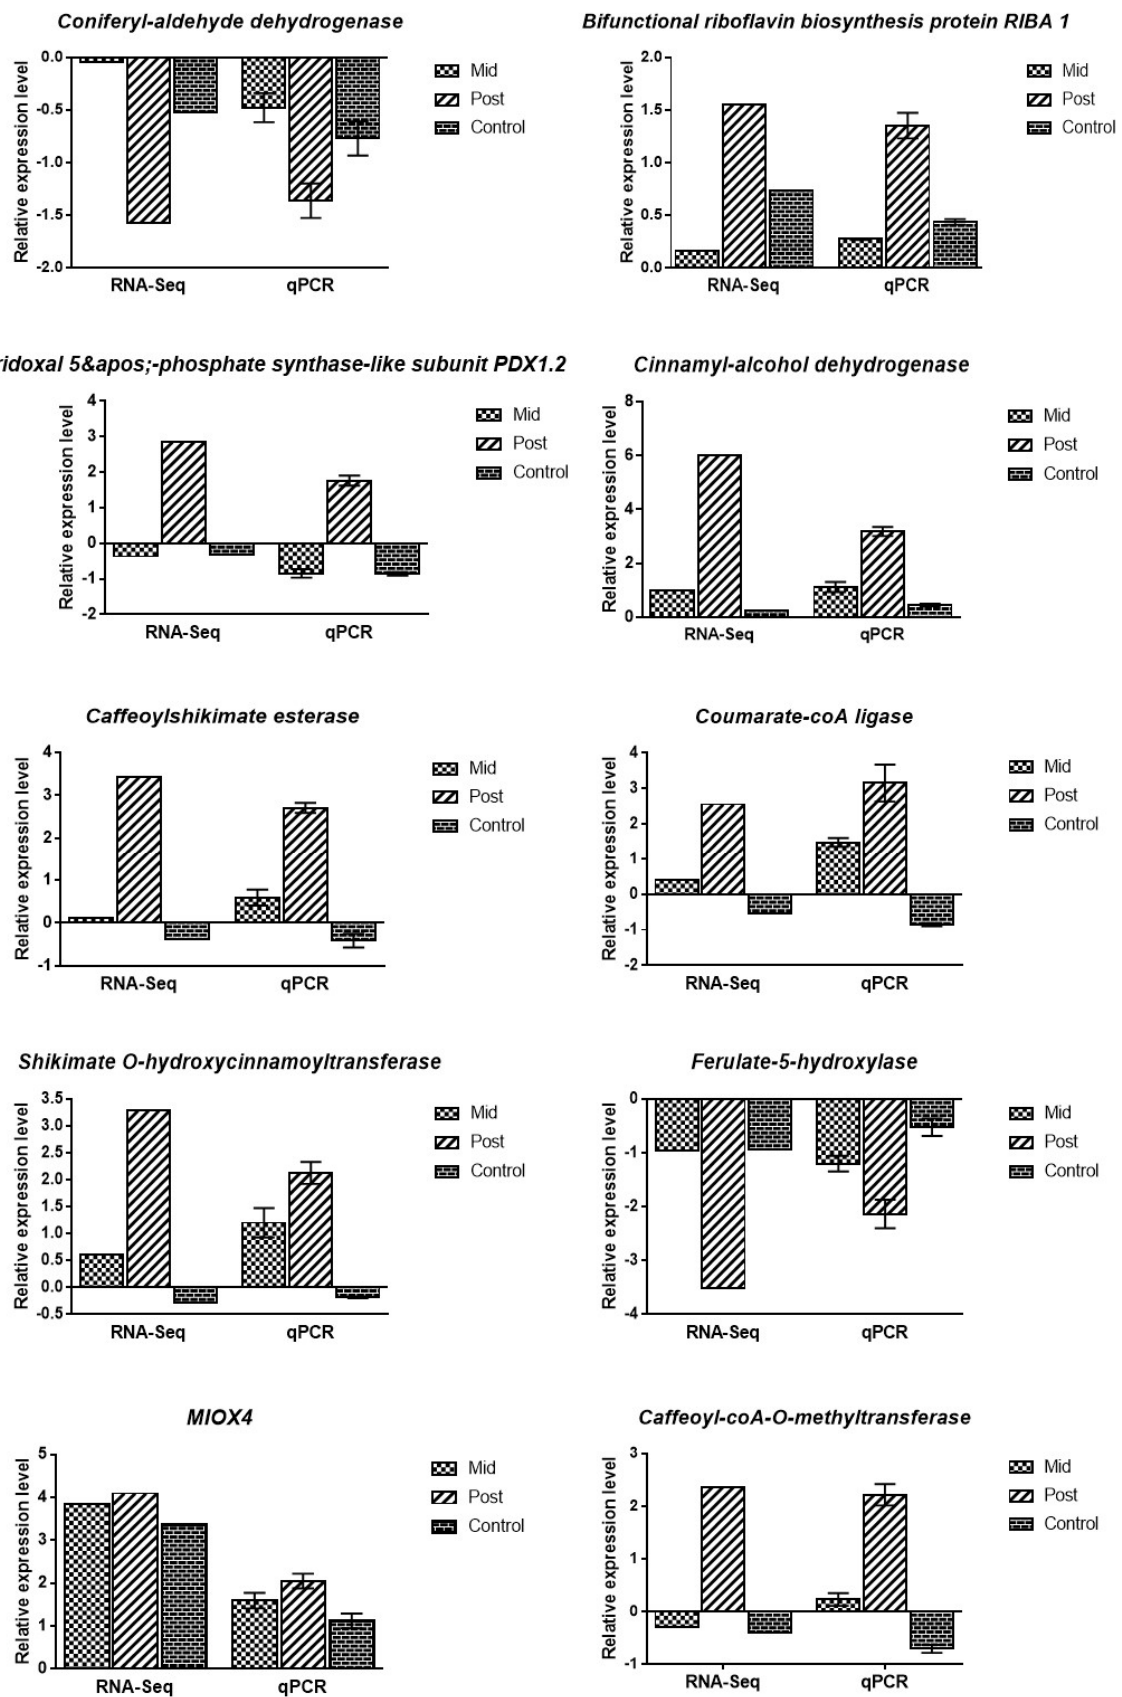 Coniferyl-aldehyde dehydrogenase
Relative expression level
0.0
-0.5
-1.0
-1.5
-2.0
RNA-Seq
qPCR
Mid
Post
Control
Bifunctional riboflavin biosynthesis protein RIBA 1
Relative expression level
2.0
1.5
1.0
0.5
0.0
RNA-Seq
qPCR
Mid
Post
Control
ridoxal 5&apos;-phosphate synthase-like subunit PDX1.2
Relative expression level
4
3
2
1
0
-1
-2
RNA-Seq
qPCR
Mid
Post
Control
Cinnamyl-alcohol dehydrogenase
Relative expression level
8
6
4
2
0
RNA-Seq
qPCR
Mid
Post
Control
Caffeoylshikimate esterase
Relative expression level
4
3
2
1
0
-1
RNA-Seq
qPCR
Mid
Post
Control
Coumarate-coA ligase
Relative expression level
4
3
2
1
0
-1
-2
RNA-Seq
qPCR
Mid
Post
Control
Shikimate O-hydroxycinnamoyltransferase
Relative expression level
3.5
2.5
2.0
1.5
1.0
0.5
0.0
-0.5
RNA-Seq
qPCR
Mid
Post
Control
Ferulate-5-hydroxylase
Relative expression level
0
-1
-2
-3
-4
RNA-Seq
qPCR
Mid
Post
Control
MIOX4
Relative expression level
5
4
3
2
1
0
RNA-Seq
qPCR
Mid
Post
Control
Caffeoyl-coA-O-methyltransferase
Relative expression level
3
2
1
0
-1
RNA-Seq
qPCR
Mid
Post
Control